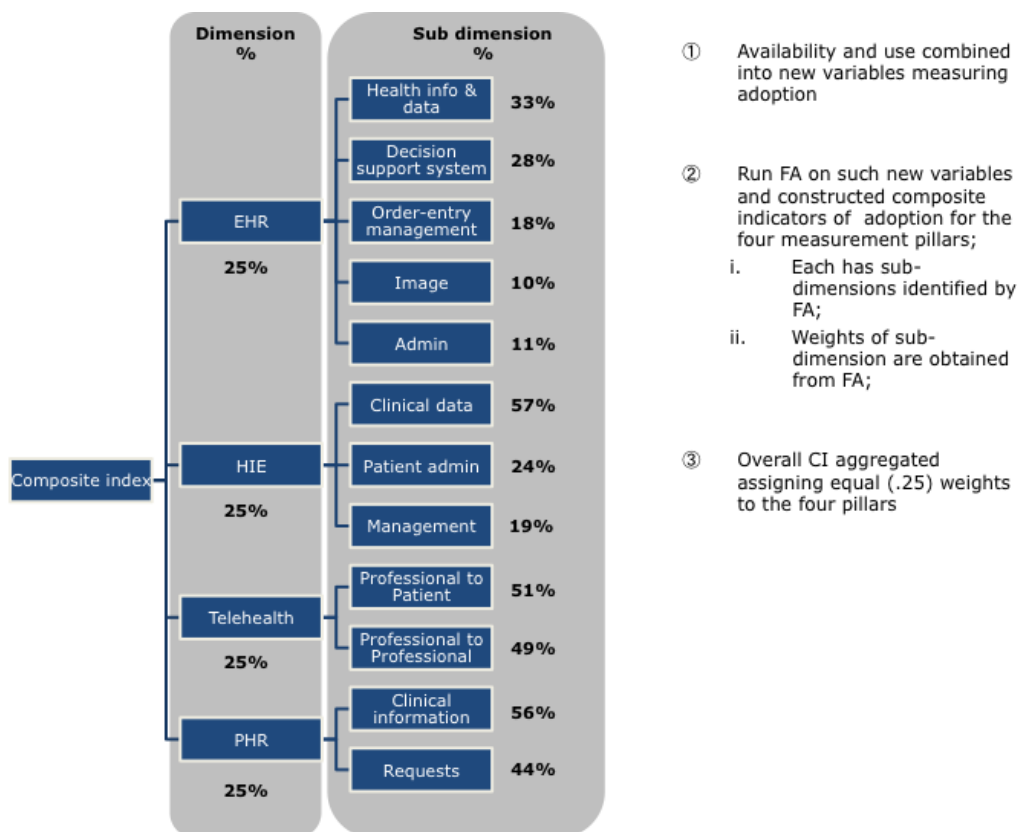 Dimension
%
Sub dimension
%
Composite index
EHR
25%
Health info &
data
33%
Decision
support system
28%
Order-entry
management
18%
Image
10%
Admin
11%
HIE
25%
Clinical data
57%
Patient admin
24%
Management
19%
Telehealth
25%
Professional to
Patient
51%
Professional to
Professional
49%
PHR
25%
Clinical
information
56%
Requests
44%
① Availability and use combined
into new variables measuring
adoption
② Run FA on such new variables
and constructed composite
indicators of adoption for the
four measurement pillars;
i. Each has sub-
dimensions identified by
FA;
ii. Weights of sub-
dimension are obtained
from FA;
③ Overall CI aggregated
assigning equal (.25) weights
to the four pillars